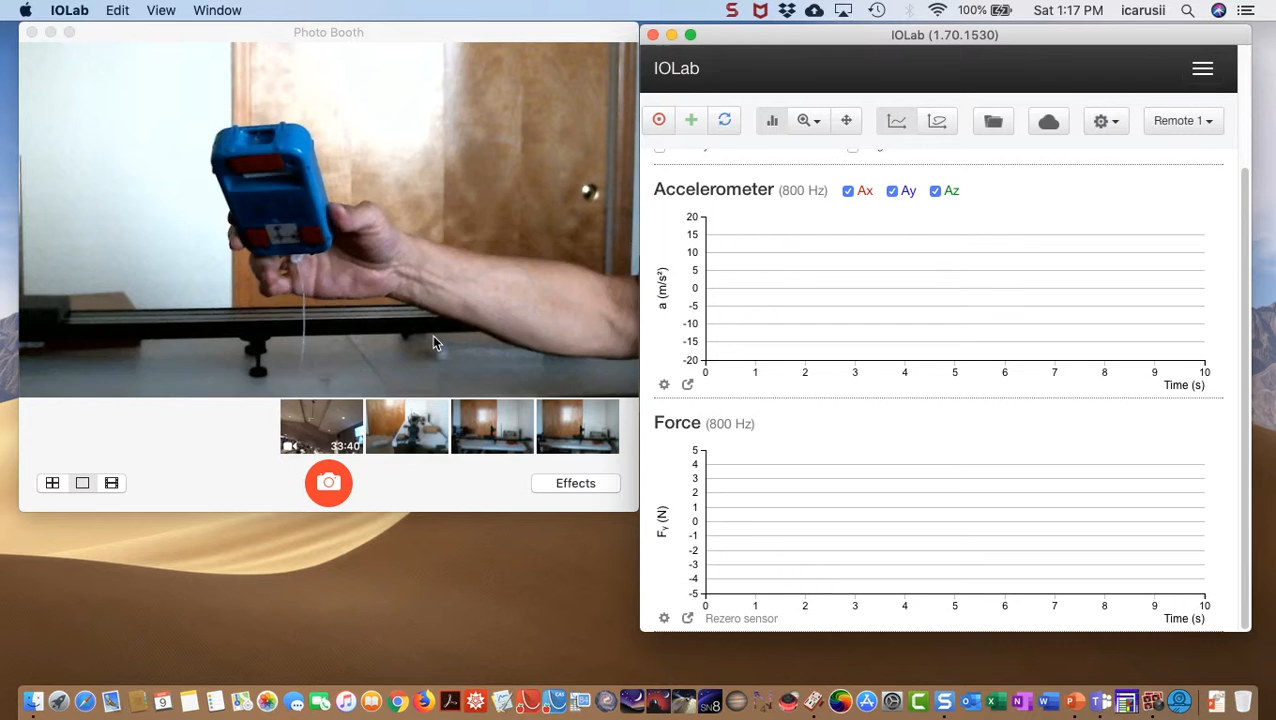 IOLab Edit View Window
100% Sat 1:17 PM icarusii
Photo Booth
33:40
Effects
IOLab (1.70.1530)
IOLab
Remote 1
Accelerometer (800 Hz) Ax Ay Az
a (m/s²)
20
15
10
5
0
-5
-10
-15
-20
0 1 2 3 4 5 6 7 8 9 10
Time (s)
Force (800 Hz)
Fy (N)
5
4
3
2
1
0
-1
-2
-3
-4
-5
0 1 2 3 4 5 6 7 8 9 10
Rezero sensor
Time (s)
9
SN8